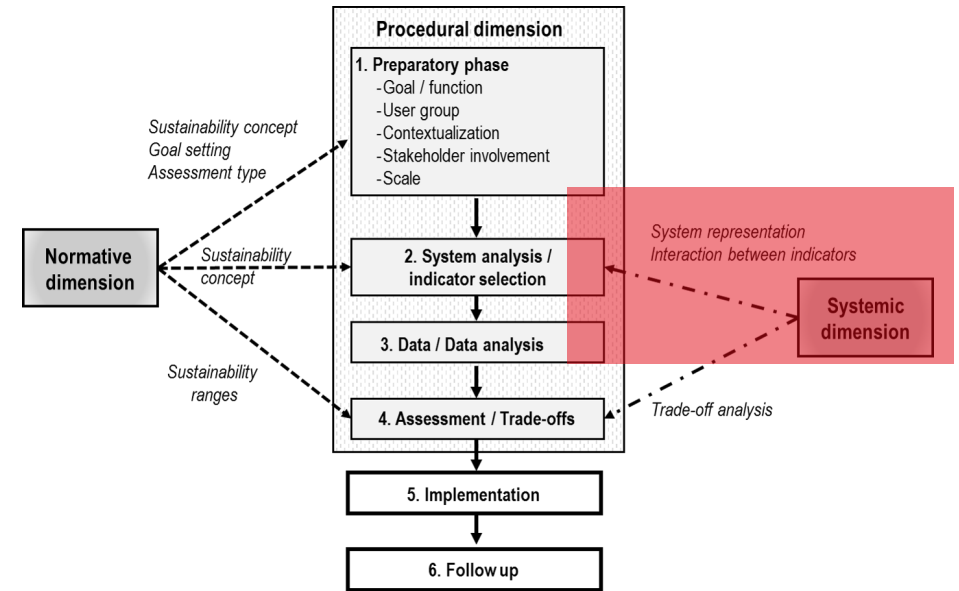 Procedural dimension
1. Preparatory phase
-Goal / function
-User group
-Contextualization
-Stakeholder involvement
-Scale
Sustainability concept
Goal setting
Assessment type
Normative
dimension
Sustainability
concept
2. System analysis /
indicator selection
System representation
Interaction between indicators
Systemic
dimension
3. Data / Data analysis
Sustainability
ranges
4. Assessment / Trade-offs
Trade-off analysis
5. Implementation
6. Follow up